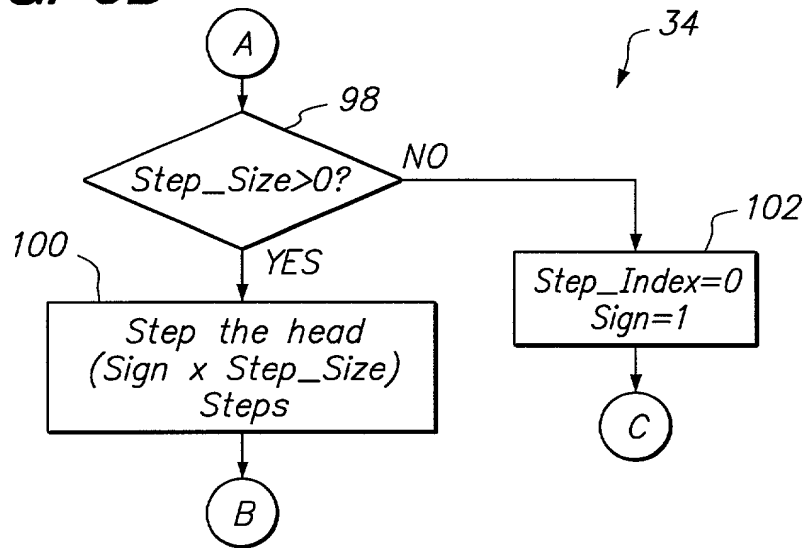 A
34
98
Step_Size>0?
NO
102
100
YES
Step_Index=0
Sign=1
Step the head
(Sign x Step_Size)
Steps
C
B